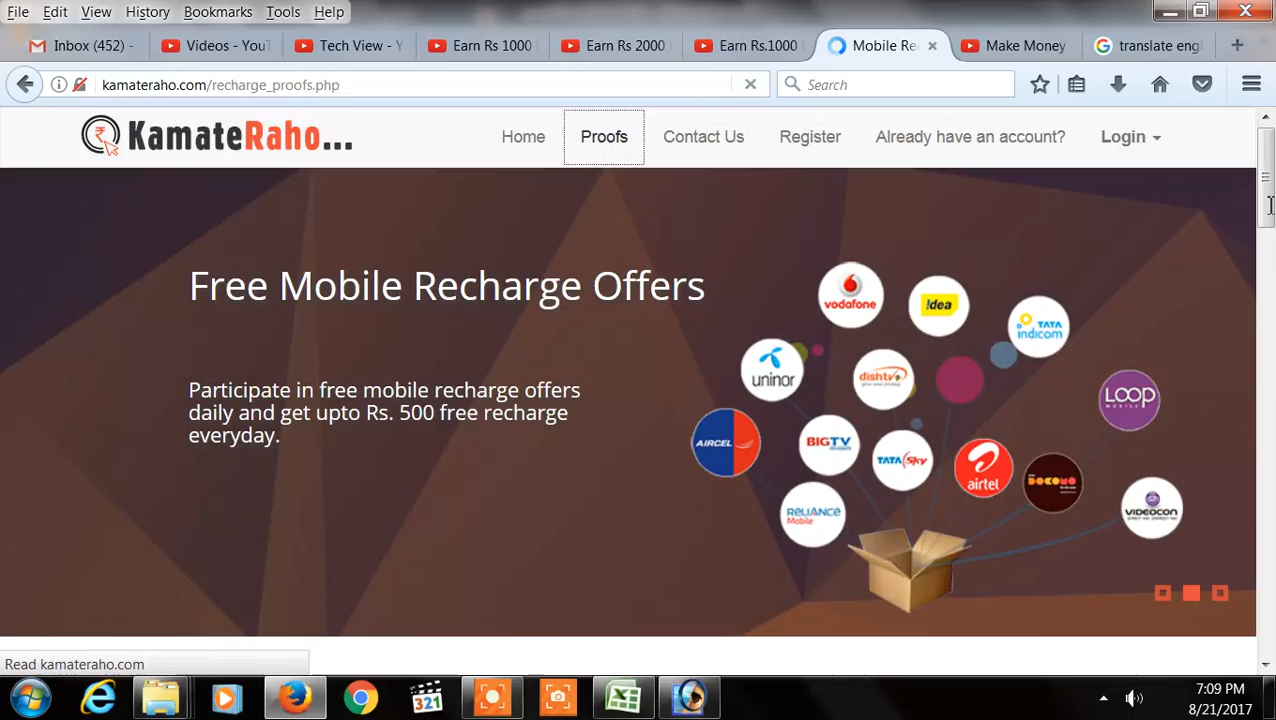 File Edit View History Bookmarks Tools Help
Inbox (452) -
Videos - YouT
Tech View - Y
Earn Rs 1000
Earn Rs 2000
Earn Rs.1000
Mobile Re
Make Money
translate engl
kamateraho.com/recharge_proofs.php
Search
KamateRaho...
Home Proofs Contact Us Register Already have an account? Login
Free Mobile Recharge Offers
Participate in free mobile recharge offers
daily and get upto Rs. 500 free recharge
everyday.
vodafone
!dea
TATA
indicom
uninor
dishtv
LOOP
MOBILE
AIRCEL
BIGTV
TATA Sky
airtel
DOCOMO
VIDEOCON
RELIANCE
Mobile
Read kamateraho.com
321
7:09 PM
8/21/2017